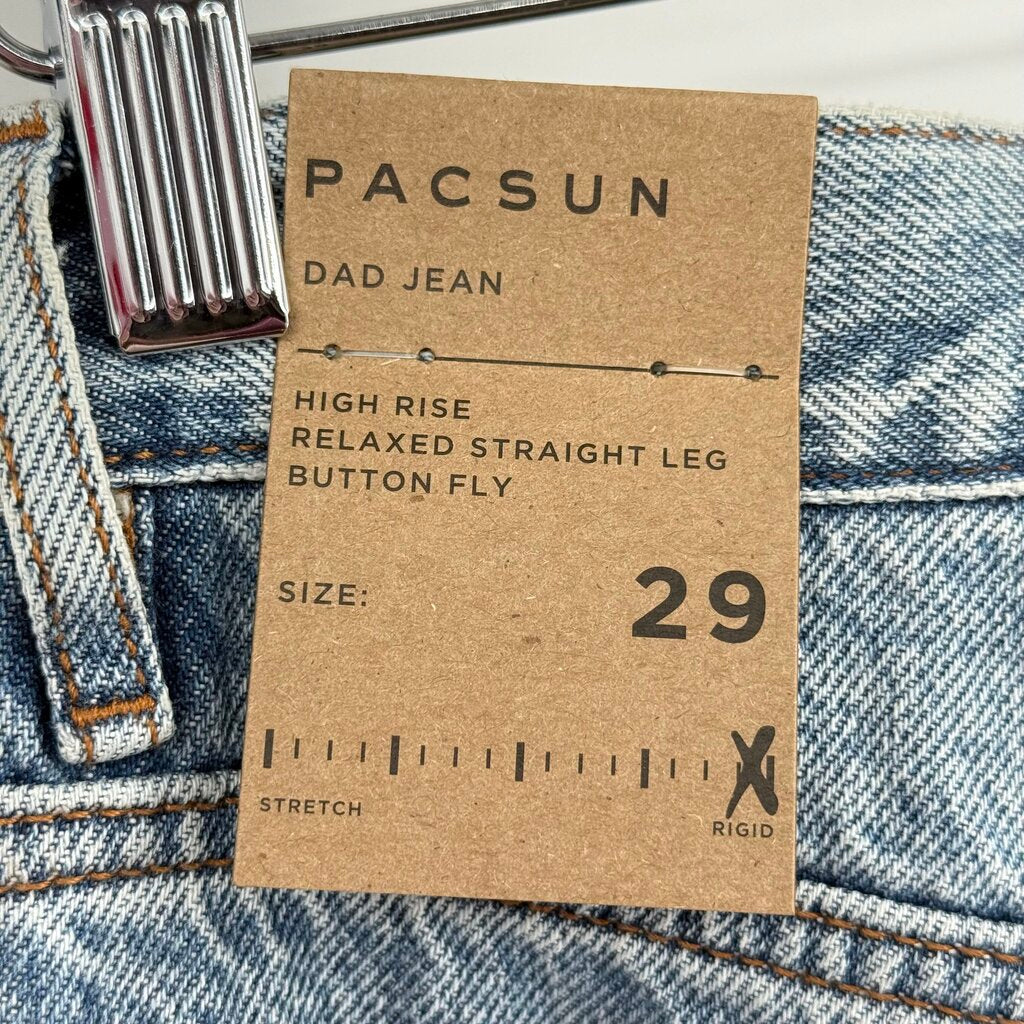 PACSUN
DAD JEAN
HIGH RISE
RELAXED STRAIGHT LEG
BUTTON FLY
SIZE: 29
STRETCH
RIGID